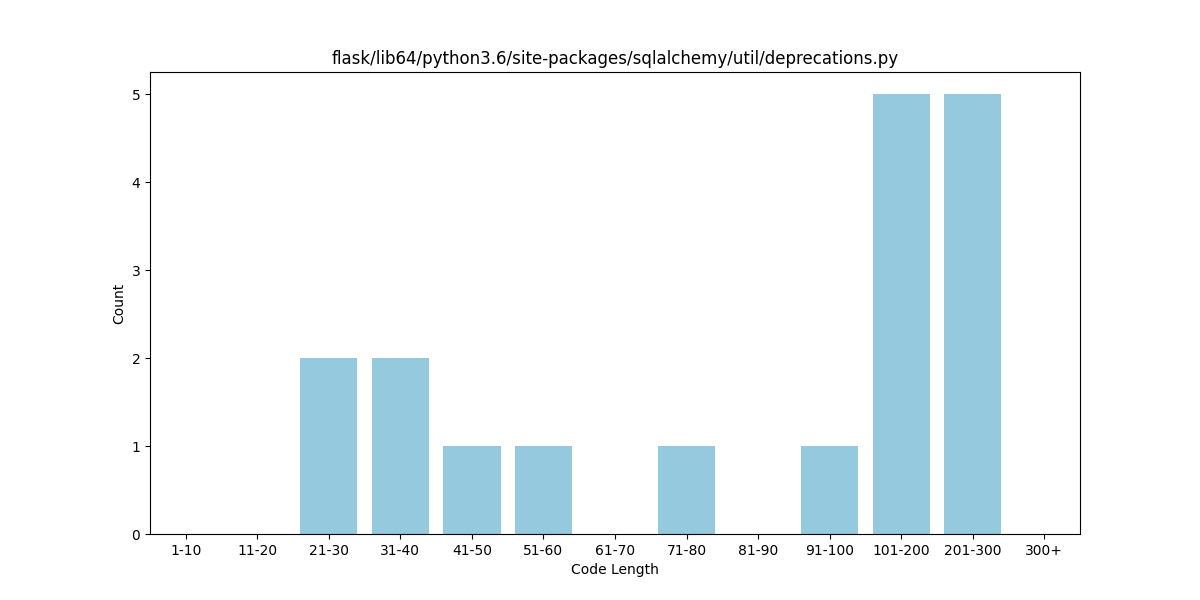 flask/lib64/python3.6/site-packages/sqlalchemy/util/deprecations.py
5
4
3
2
1
0
Count
1-10 11-20 21-30 31-40 41-50 51-60 61-70 71-80 81-90 91-100 101-200 201-300 300+
Code Length